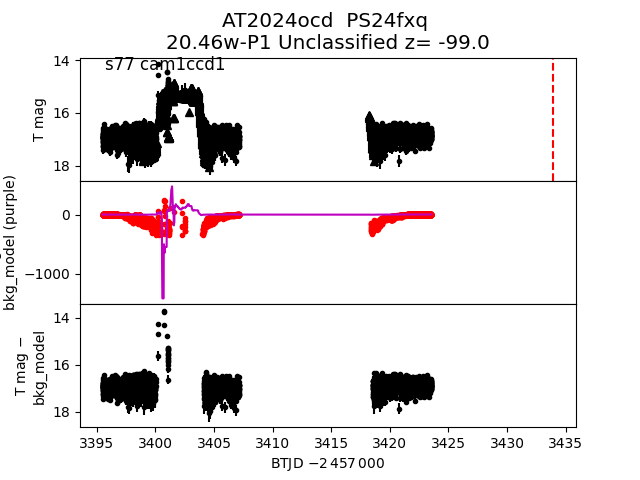 AT2024ocd  PS24fxq
20.46w-P1 Unclassified z= -99.0
s77 cam1ccd1
14
16
18
T mag
0
−1000
bkg_model (purple)
14
16
18
T mag −
bkg_model
3395 3400 3405 3410 3415 3420 3425 3430 3435
BTJD −2 457 000